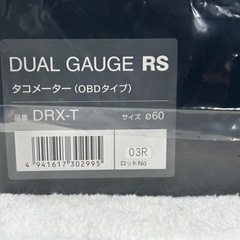 DUAL GAUGE RS
タコメーター(OBDタイプ)
品番 DRX-T サイズ ø60
03R
4 941617 302995 ロットNo